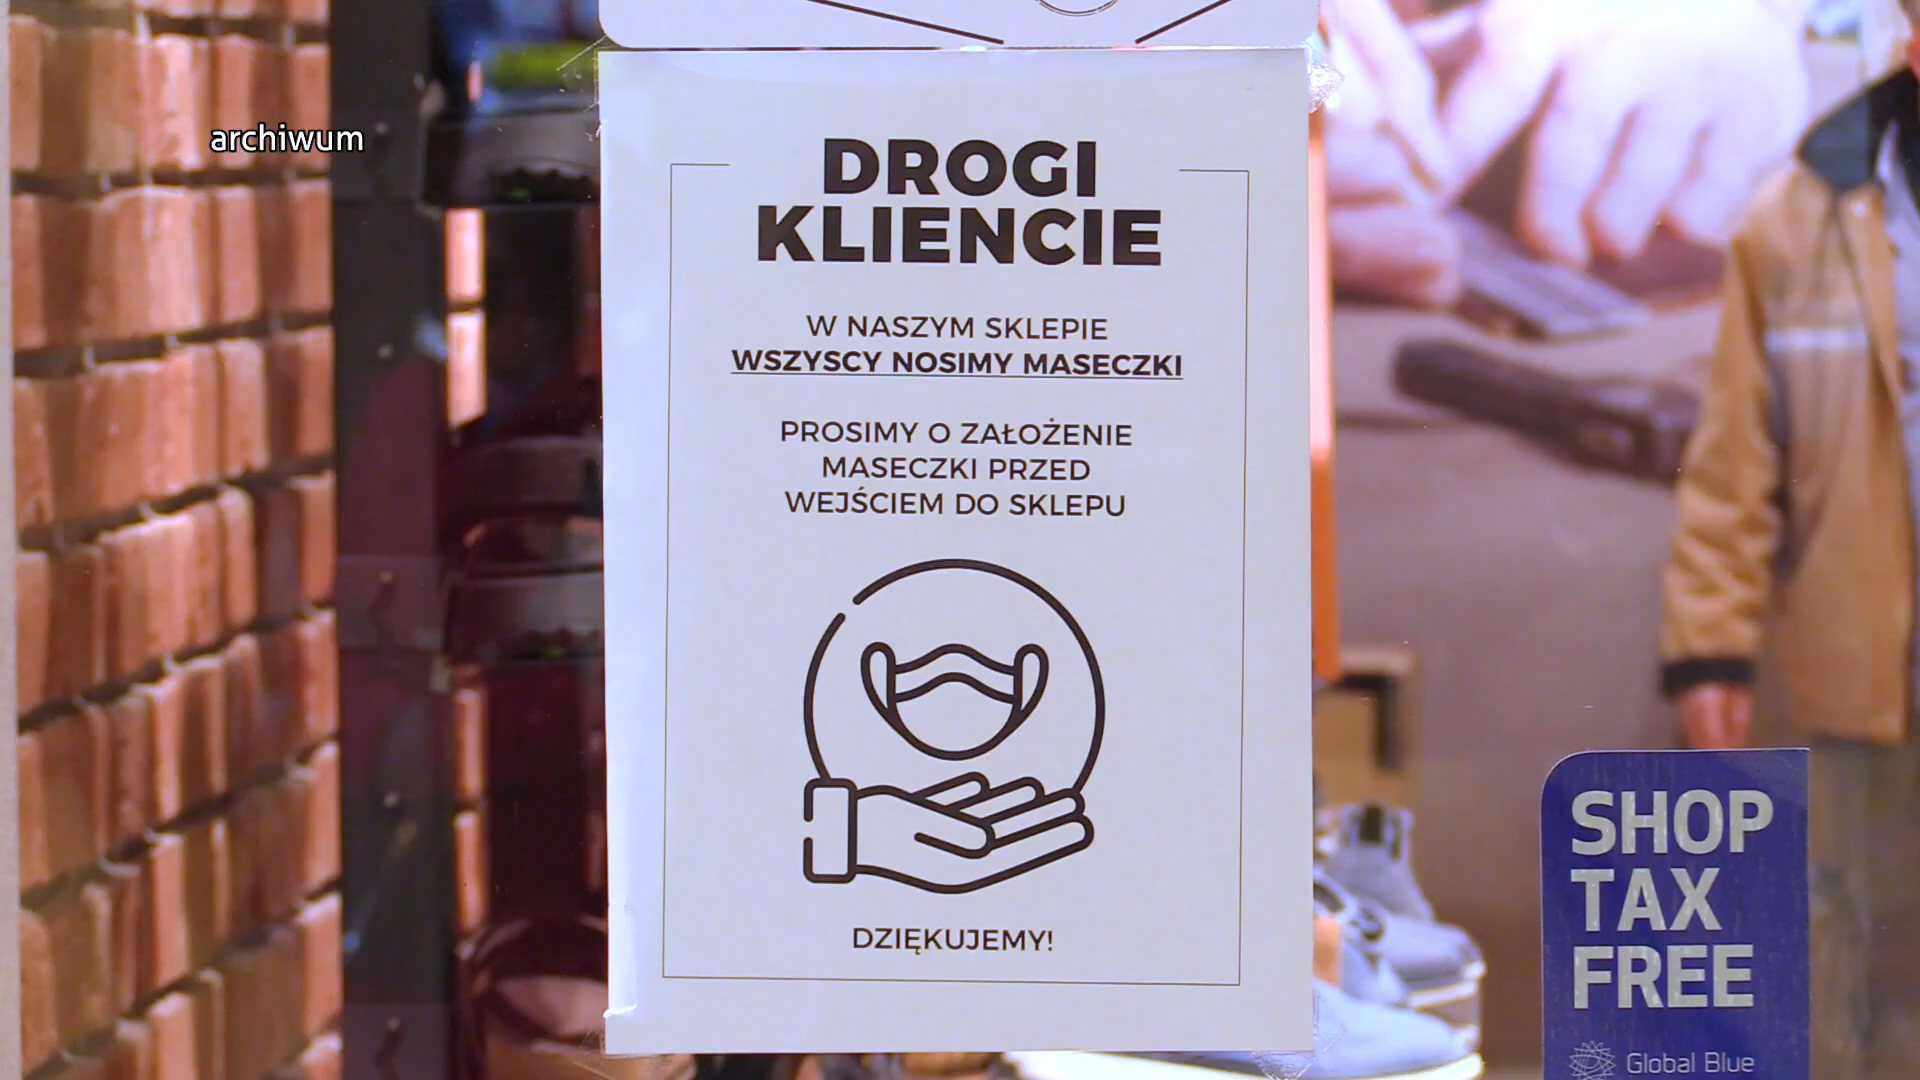 archiwum
DROGI
KLIENCIE
W NASZYM SKLEPIE
WSZYSCY NOSIMY MASECZKI
PROSIMY O ZAŁOŻENIE
MASECZKI PRZED
WEJŚCIEM DO SKLEPU
DZIĘKUJEMY!
SHOP
TAX
FREE
Global Blue